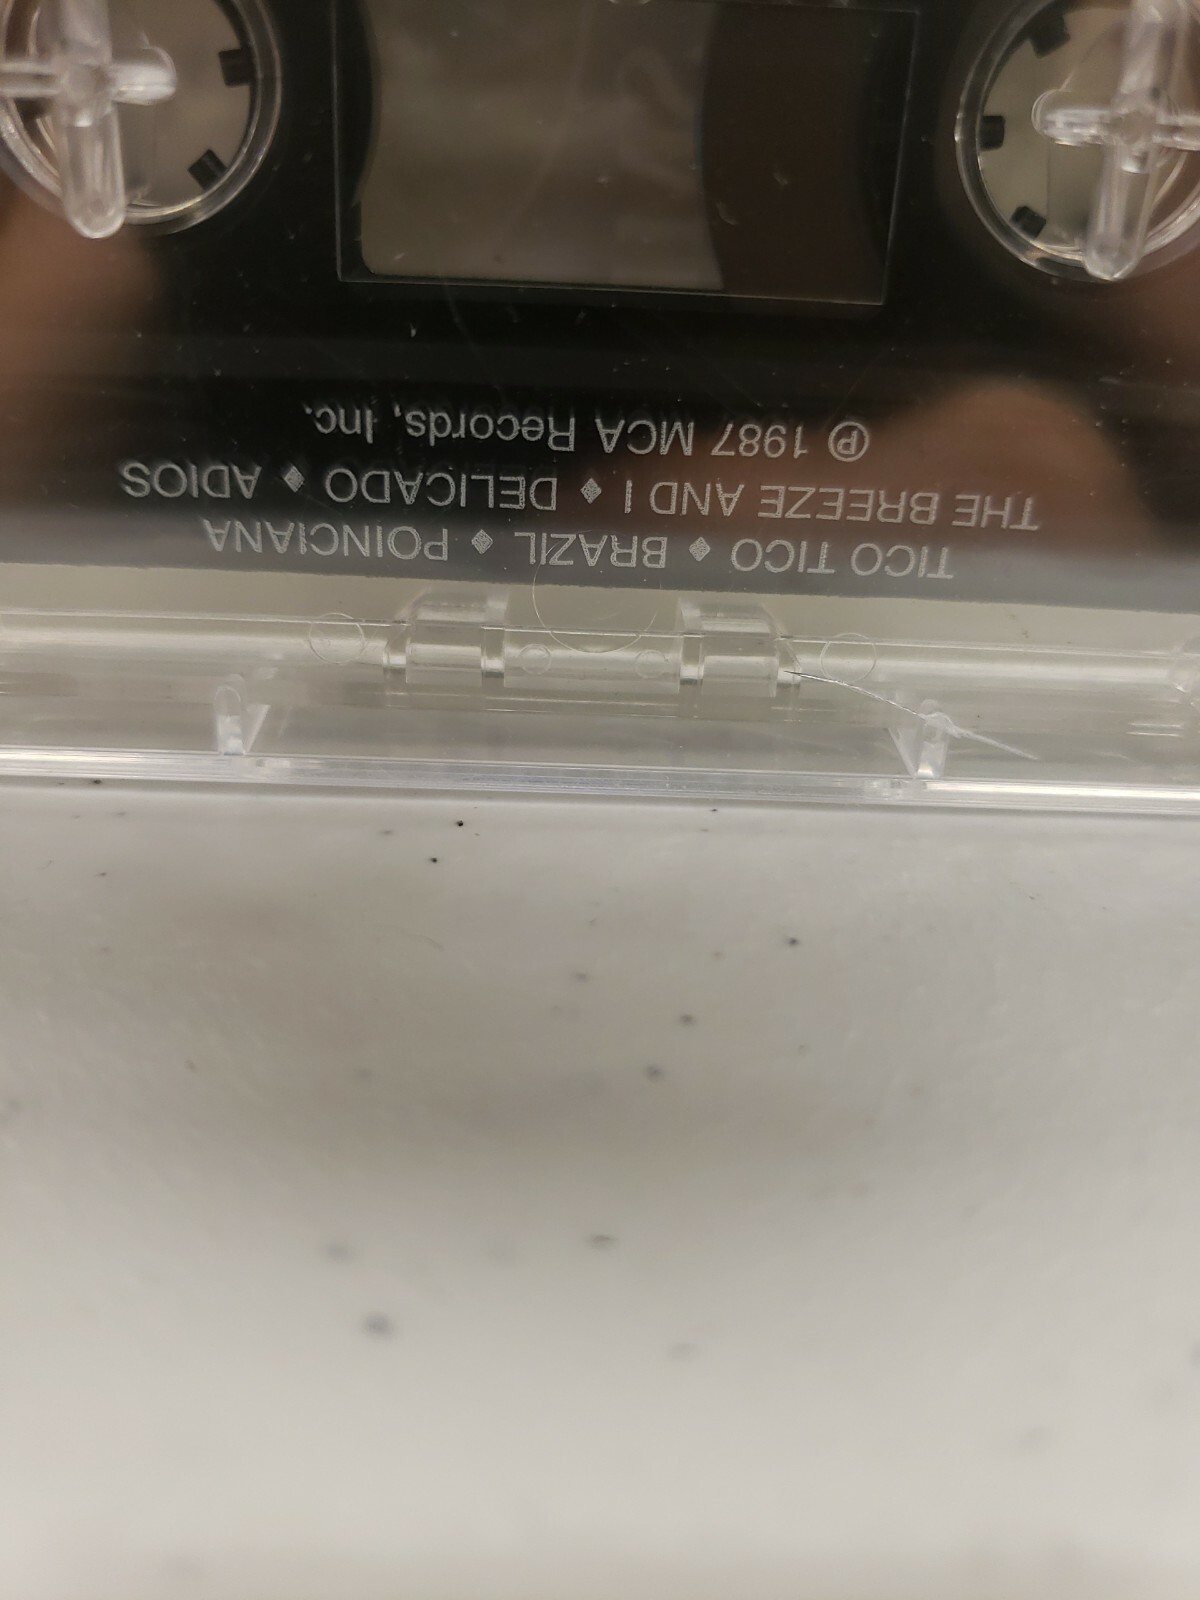 TICO TICO ♦ BRAZIL ♦ POINCIANA
THE BREEZE AND I ♦ DELICADO ♦ ADIOS
℗ 1987 MCA Records, Inc.